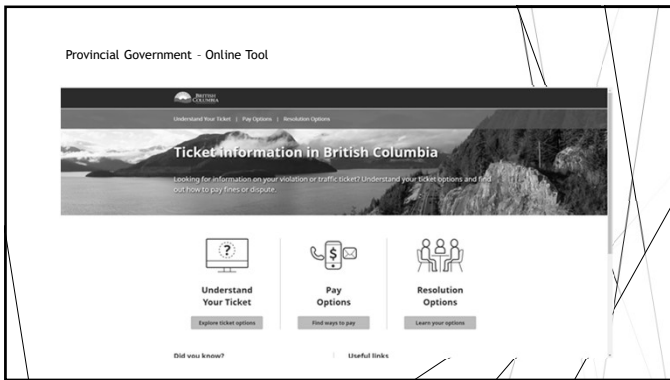 Provincial Government – Online Tool
BRITISH
COLUMBIA
Understand Your Ticket | Pay Options | Resolution Options
Ticket information in British Columbia
Looking for information on your violation or traffic ticket? Understand your ticket options and find
out how to pay fines or dispute.
?
$
Understand
Your Ticket
Pay
Options
Resolution
Options
Explore ticket options
Find ways to pay
Learn your options
Did you know?
Useful links